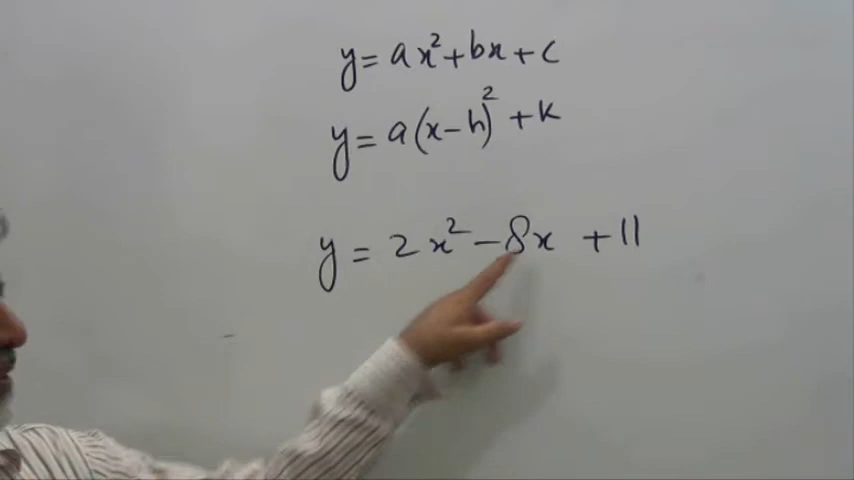 y = ax² + bx + c
y = a(x - h)² + k
y = 2x² - 8x + 11